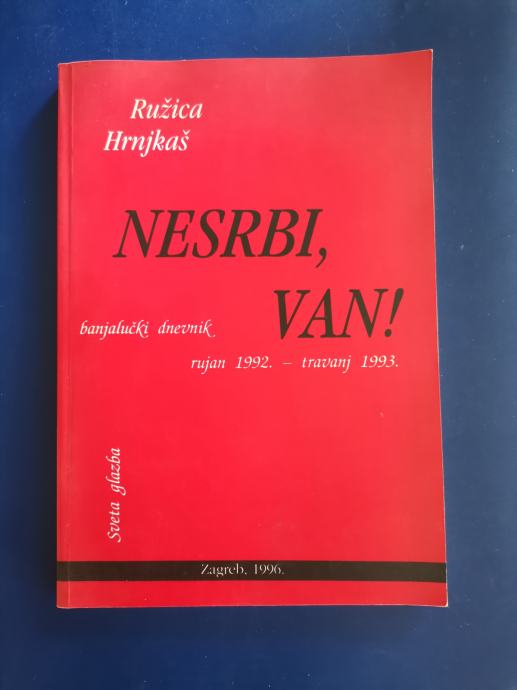 Ružica
Hrnjkaš
NESRBI,
VAN!
banjalučki dnevnik
rujan 1992. – travanj 1993.
Sveta glazba
Zagreb, 1996.